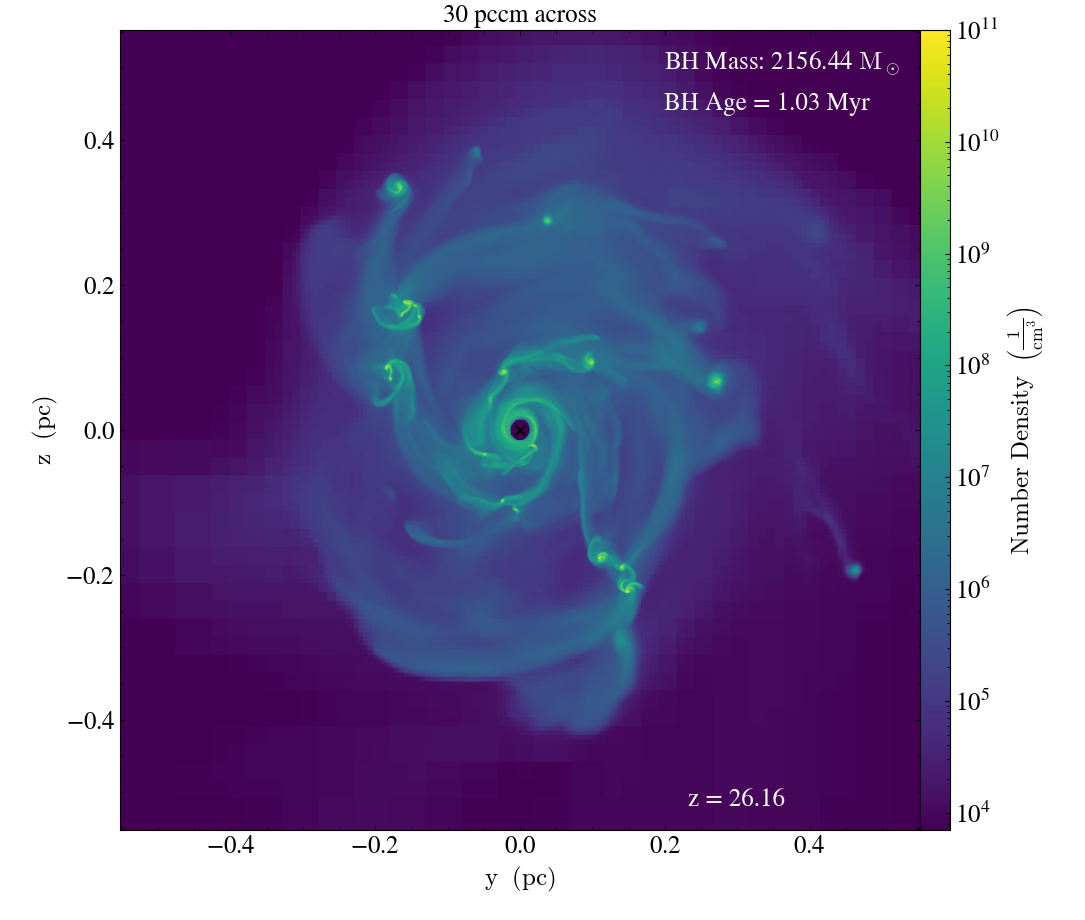 30 pccm across
BH Mass: 2156.44 M⊙
BH Age = 1.03 Myr
z = 26.16
z (pc)
0.4
0.2
0.0
−0.2
−0.4
−0.4 −0.2 0.0 0.2 0.4
y (pc)
10¹¹
10¹⁰
10⁹
10⁸
10⁷
10⁶
10⁵
10⁴
Number Density (1/cm³)